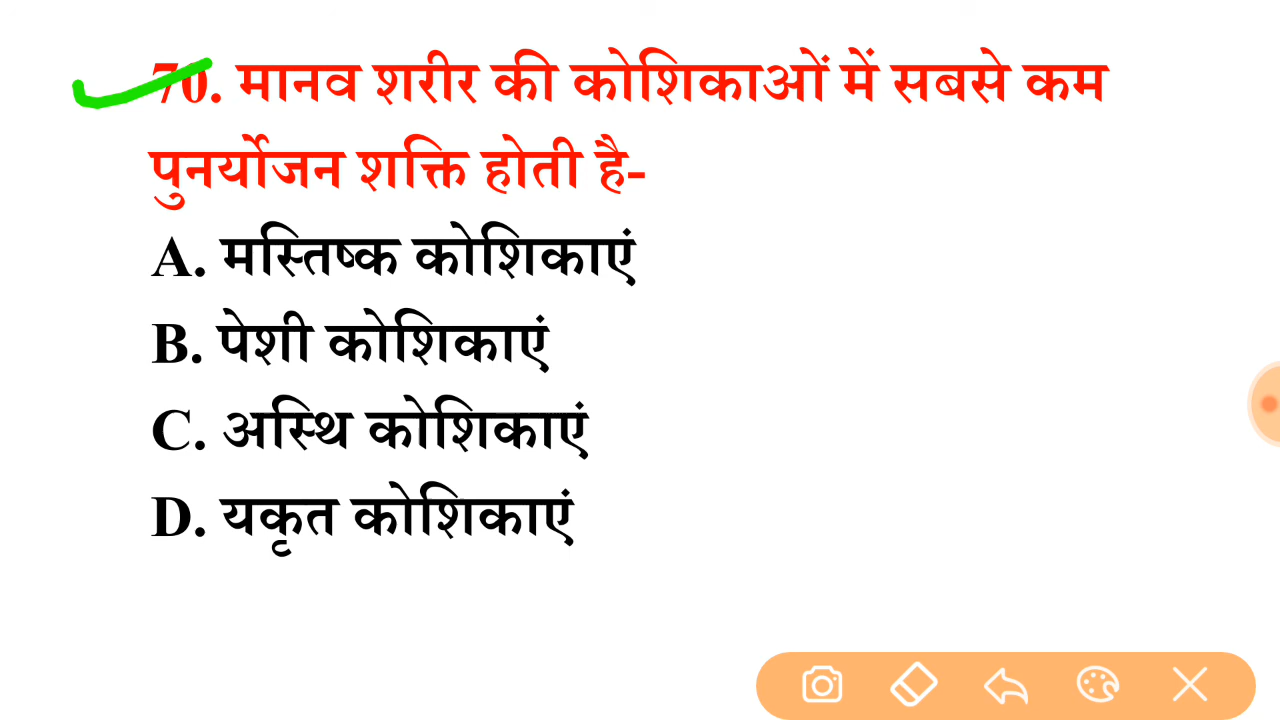 70. मानव शरीर की कोशिकाओं में सबसे कम
पुनर्योजन शक्ति होती है-
A. मस्तिष्क कोशिकाएं
B. पेशी कोशिकाएं
C. अस्थि कोशिकाएं
D. यकृत कोशिकाएं